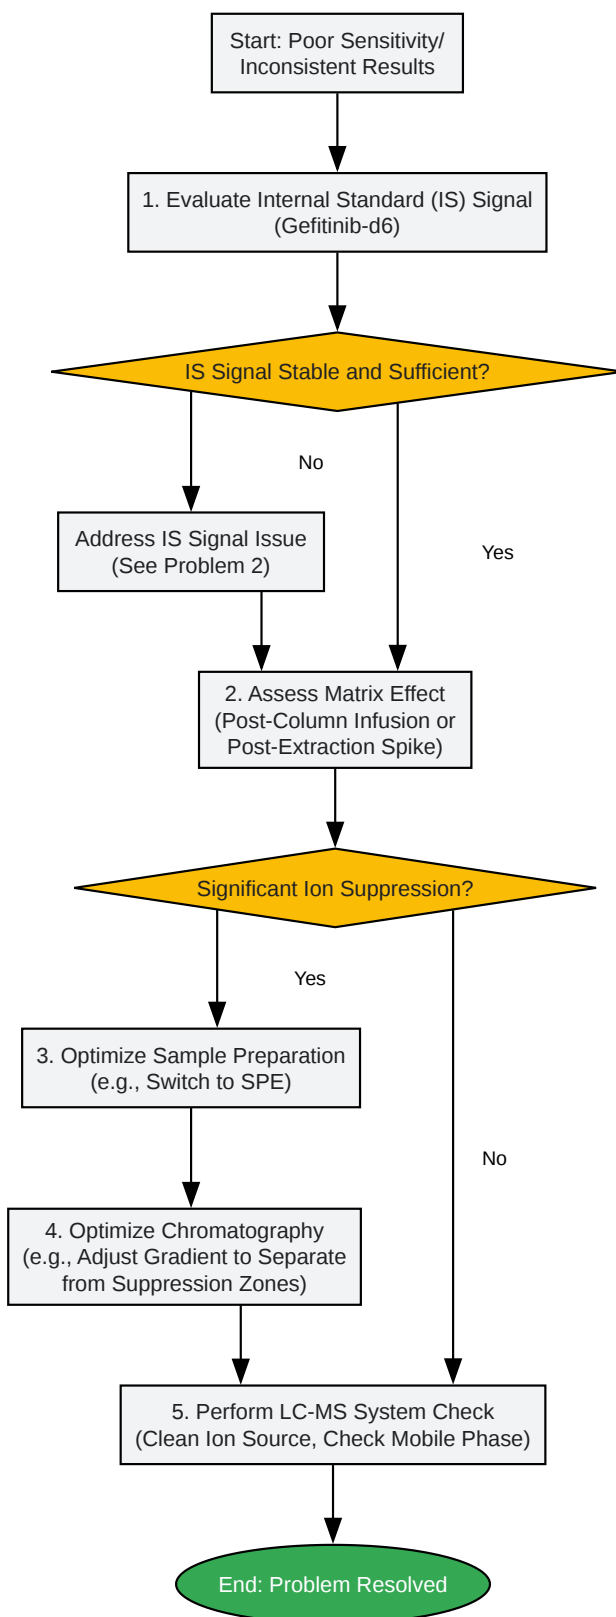 Start: Poor Sensitivity/
Inconsistent Results
1. Evaluate Internal Standard (IS) Signal
(Gefitinib-d6)
IS Signal Stable and Sufficient?
No
Address IS Signal Issue
(See Problem 2)
Yes
2. Assess Matrix Effect
(Post-Column Infusion or
Post-Extraction Spike)
Significant Ion Suppression?
Yes
3. Optimize Sample Preparation
(e.g., Switch to SPE)
No
4. Optimize Chromatography
(e.g., Adjust Gradient to Separate
from Suppression Zones)
5. Perform LC-MS System Check
(Clean Ion Source, Check Mobile Phase)
End: Problem Resolved